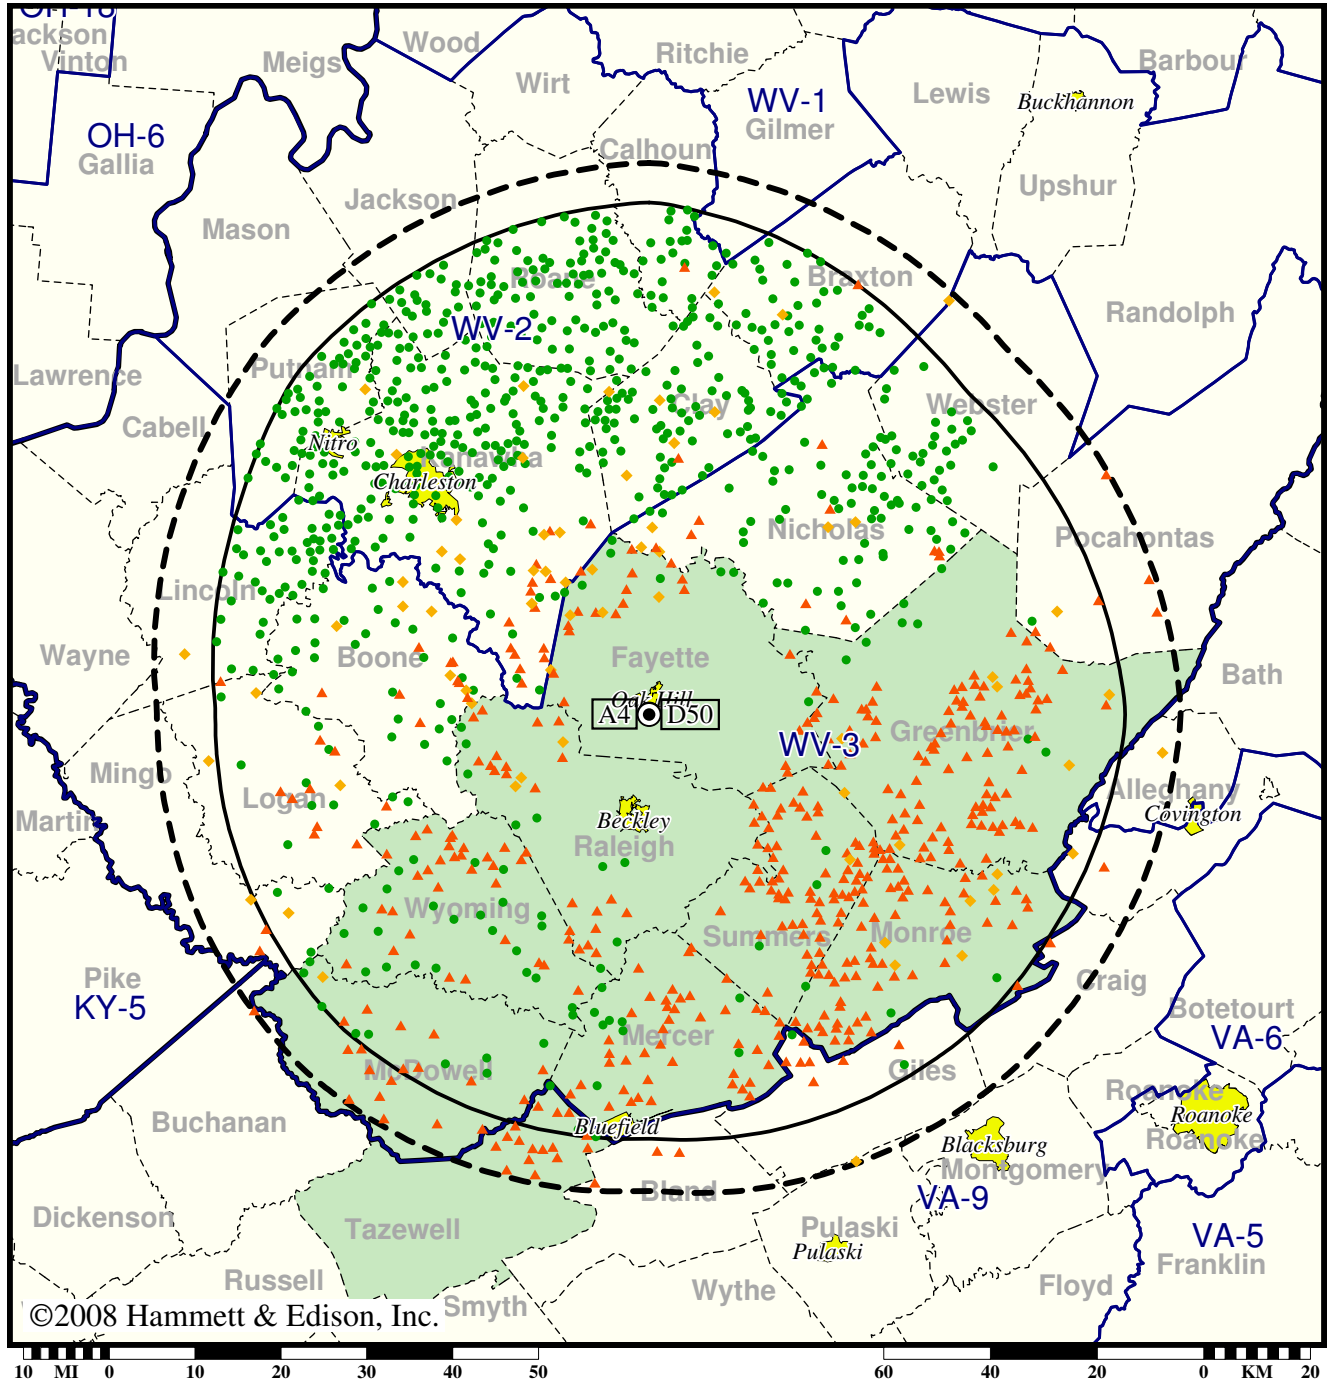 OH-18
Jackson
Vinton
Meigs
Wood
Ritchie
Wirt
Lewis
Barbour
Buckhannon
WV-1
Gilmer
OH-6
Gallia
Calhoun
Upshur
Jackson
Mason
Roane
Braxton
Randolph
WV-2
Putnam
Lawrence
Cabell
Clay
Webster
Nitro
Kanawha
Charleston
Nicholas
Pocahontas
Lincoln
Wayne
Boone
Fayette
Bath
Oak Hill
A4 D50
Greenbrier
WV-3
Mingo
Logan
Alleghany
Covington
Martin
Beckley
Raleigh
Wyoming
Summers
Monroe
Pike
KY-5
Craig
Botetourt
VA-6
Mercer
McDowell
Giles
Roanoke
Roanoke
Roanoke
Buchanan
Bluefield
Blacksburg
Montgomery
Bland
VA-9
Dickenson
Tazewell
Pulaski
Pulaski
VA-5
Franklin
Russell
Smyth
Wythe
Floyd
©2008 Hammett & Edison, Inc.
10 MI 0 10 20 30 40 50 60 40 20 0 KM 20